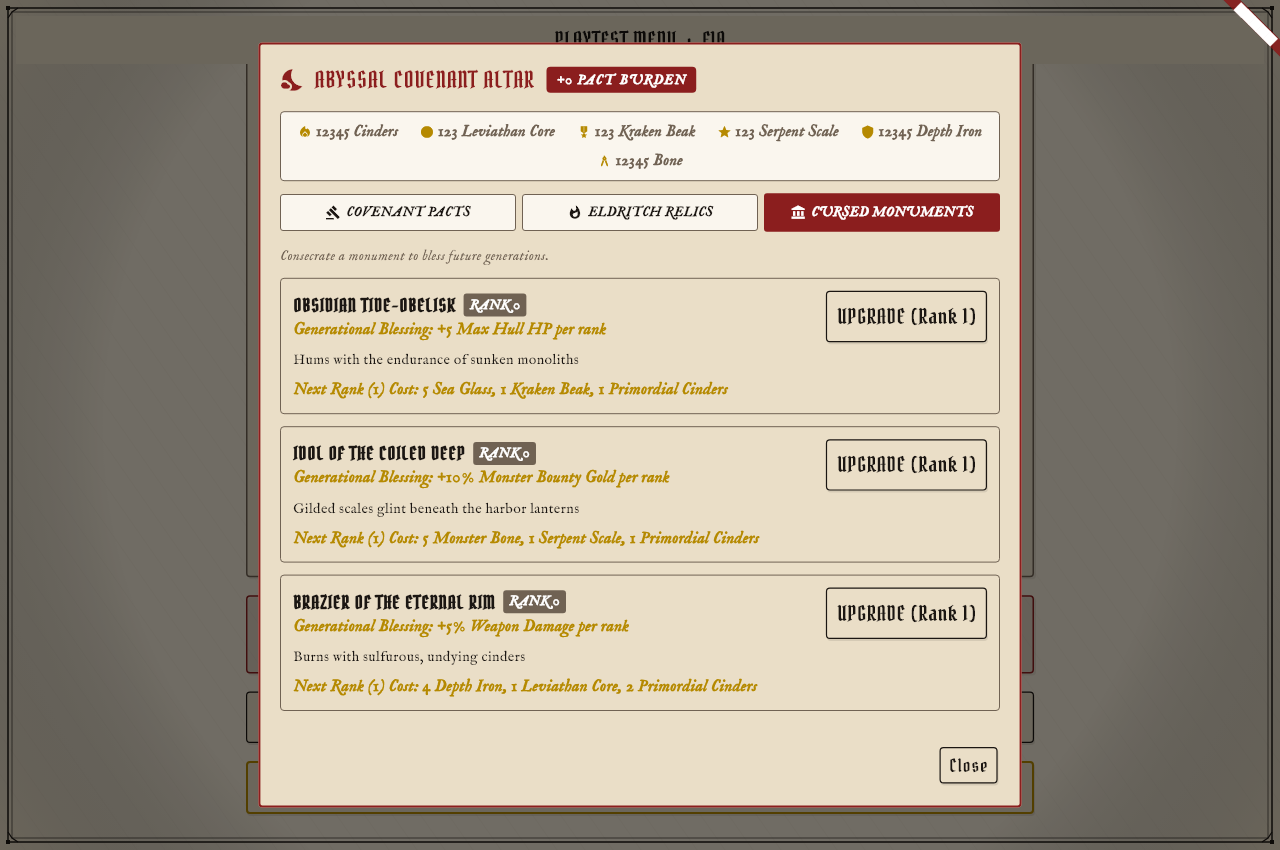 PLAYTEST MENU
ABYSSAL COVENANT ALTAR
+0 PACT BURDEN
12345 Cinders
123 Leviathan Core
123 Kraken Beak
123 Serpent Scale
12345 Depth Iron
12345 Bone
COVENANT PACTS
ELDRITCH RELICS
CURSED MONUMENTS
Consecrate a monument to bless future generations.
OBSIDIAN TIDE-OBELISK
RANK 0
UPGRADE (Rank 1)
Generational Blessing: +5 Max Hull HP per rank
Hums with the endurance of sunken monoliths
Next Rank (1) Cost: 5 Sea Glass, 1 Kraken Beak, 1 Primordial Cinders
IDOL OF THE COILED DEEP
RANK 0
UPGRADE (Rank 1)
Generational Blessing: +10% Monster Bounty Gold per rank
Gilded scales glint beneath the harbor lanterns
Next Rank (1) Cost: 5 Monster Bone, 1 Serpent Scale, 1 Primordial Cinders
BRAZIER OF THE ETERNAL RIM
RANK 0
UPGRADE (Rank 1)
Generational Blessing: +5% Weapon Damage per rank
Burns with sulfurous, undying cinders
Next Rank (1) Cost: 4 Depth Iron, 1 Leviathan Core, 2 Primordial Cinders
Close